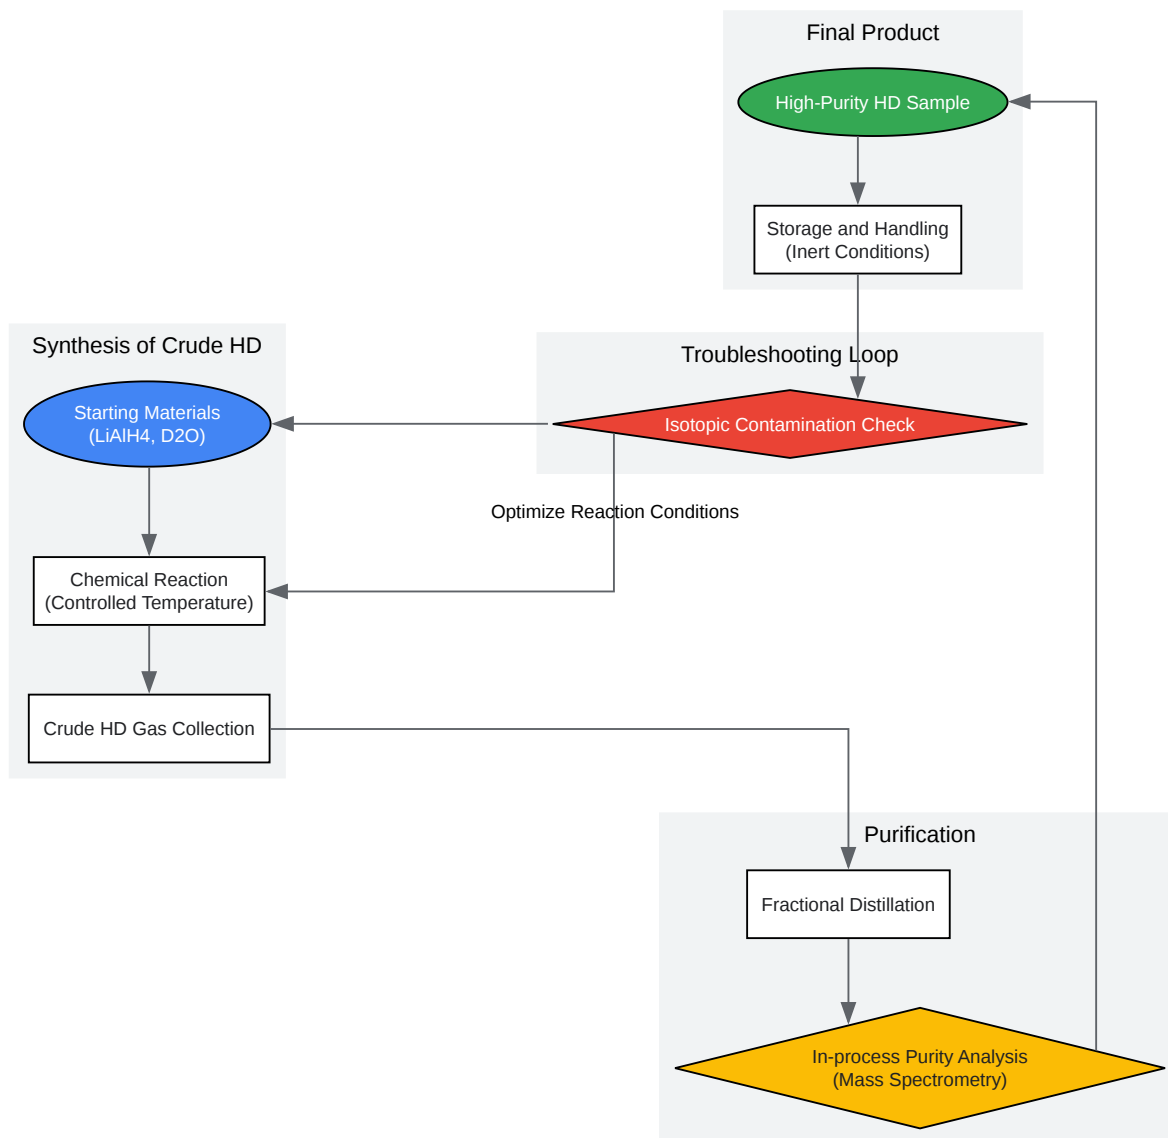 Final Product
High-Purity HD Sample
Storage and Handling
(Inert Conditions)
Synthesis of Crude HD
Starting Materials
(LiAlH4, D2O)
Chemical Reaction
(Controlled Temperature)
Crude HD Gas Collection
Troubleshooting Loop
Isotopic Contamination Check
Optimize Reaction Conditions
Purification
Fractional Distillation
In-process Purity Analysis
(Mass Spectrometry)